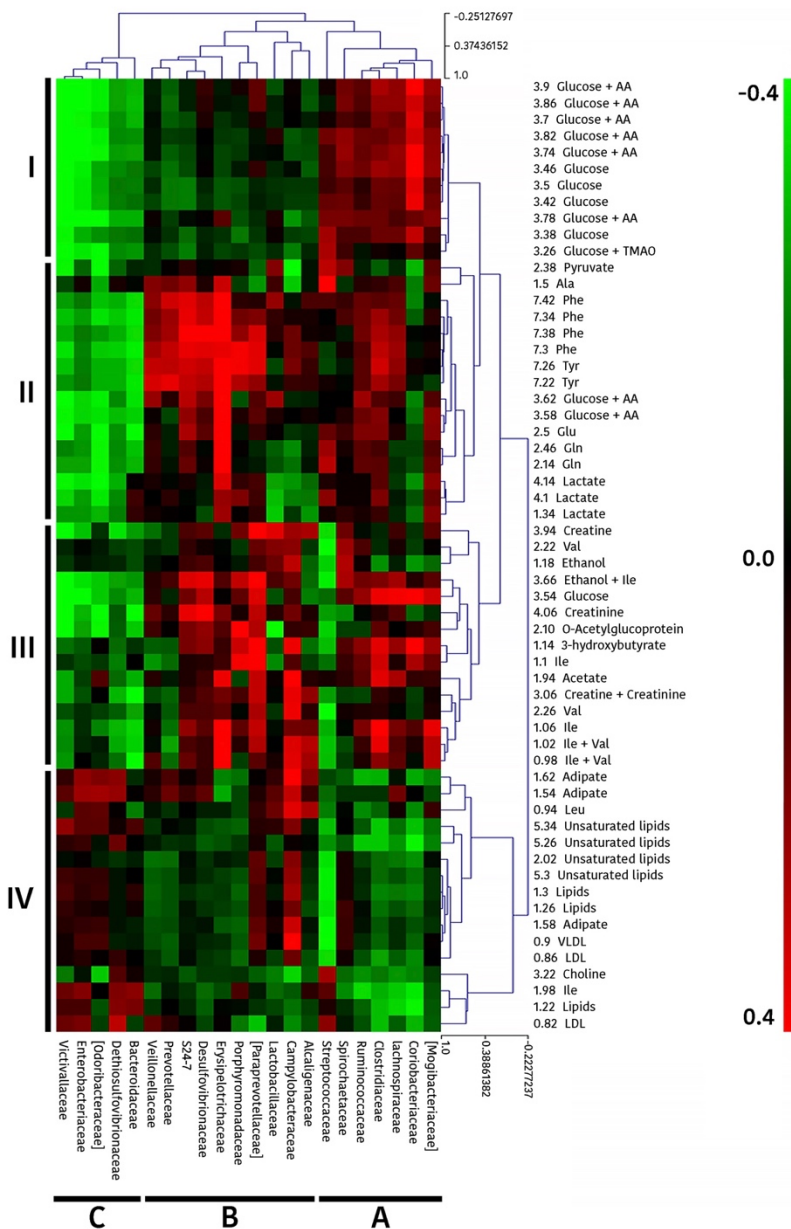 -0.25127697
0.37436152
1.0
I
II
III
IV
3.9 Glucose + AA
3.86 Glucose + AA
3.7 Glucose + AA
3.82 Glucose + AA
3.74 Glucose + AA
3.46 Glucose
3.5 Glucose
3.42 Glucose
3.78 Glucose + AA
3.38 Glucose
3.26 Glucose + TMAO
2.38 Pyruvate
1.5 Ala
7.42 Phe
7.34 Phe
7.38 Phe
7.3 Phe
7.26 Tyr
7.22 Tyr
3.62 Glucose + AA
3.58 Glucose + AA
2.5 Glu
2.46 Gln
2.14 Gln
4.14 Lactate
4.1 Lactate
1.34 Lactate
3.94 Creatine
2.22 Val
1.18 Ethanol
3.66 Ethanol + Ile
3.54 Glucose
4.06 Creatinine
2.10 O-Acetylglucoprotein
1.14 3-hydroxybutyrate
1.1 Ile
1.94 Acetate
3.06 Creatine + Creatinine
2.26 Val
1.06 Ile
1.02 Ile + Val
0.98 Ile + Val
1.62 Adipate
1.54 Adipate
0.94 Leu
5.34 Unsaturated lipids
5.26 Unsaturated lipids
2.02 Unsaturated lipids
5.3 Unsaturated lipids
1.3 Lipids
1.26 Lipids
1.58 Adipate
0.9 VLDL
0.86 LDL
3.22 Choline
1.98 Ile
1.22 Lipids
0.82 LDL
-0.4
0.0
0.4
Victivallaceae
Enterobacteriaceae
[Odoribacteraceae]
Dethiosulfovibrionaceae
Bacteroidaceae
Veillonellaceae
Prevotellaceae
S24-7
Desulfovibrionaceae
Erysipelotrichaceae
Porphyromonadaceae
[Paraprevotellaceae]
Lactobacillaceae
Campylobacteraceae
Alcaligenaceae
Streptococcaceae
Spirochaetaceae
Ruminococcaceae
Clostridiaceae
lachnospiraceae
Coriobacteriaceae
[Mogibacteriaceae]
1.0
-0.38861382
-0.22277237
C
B
A